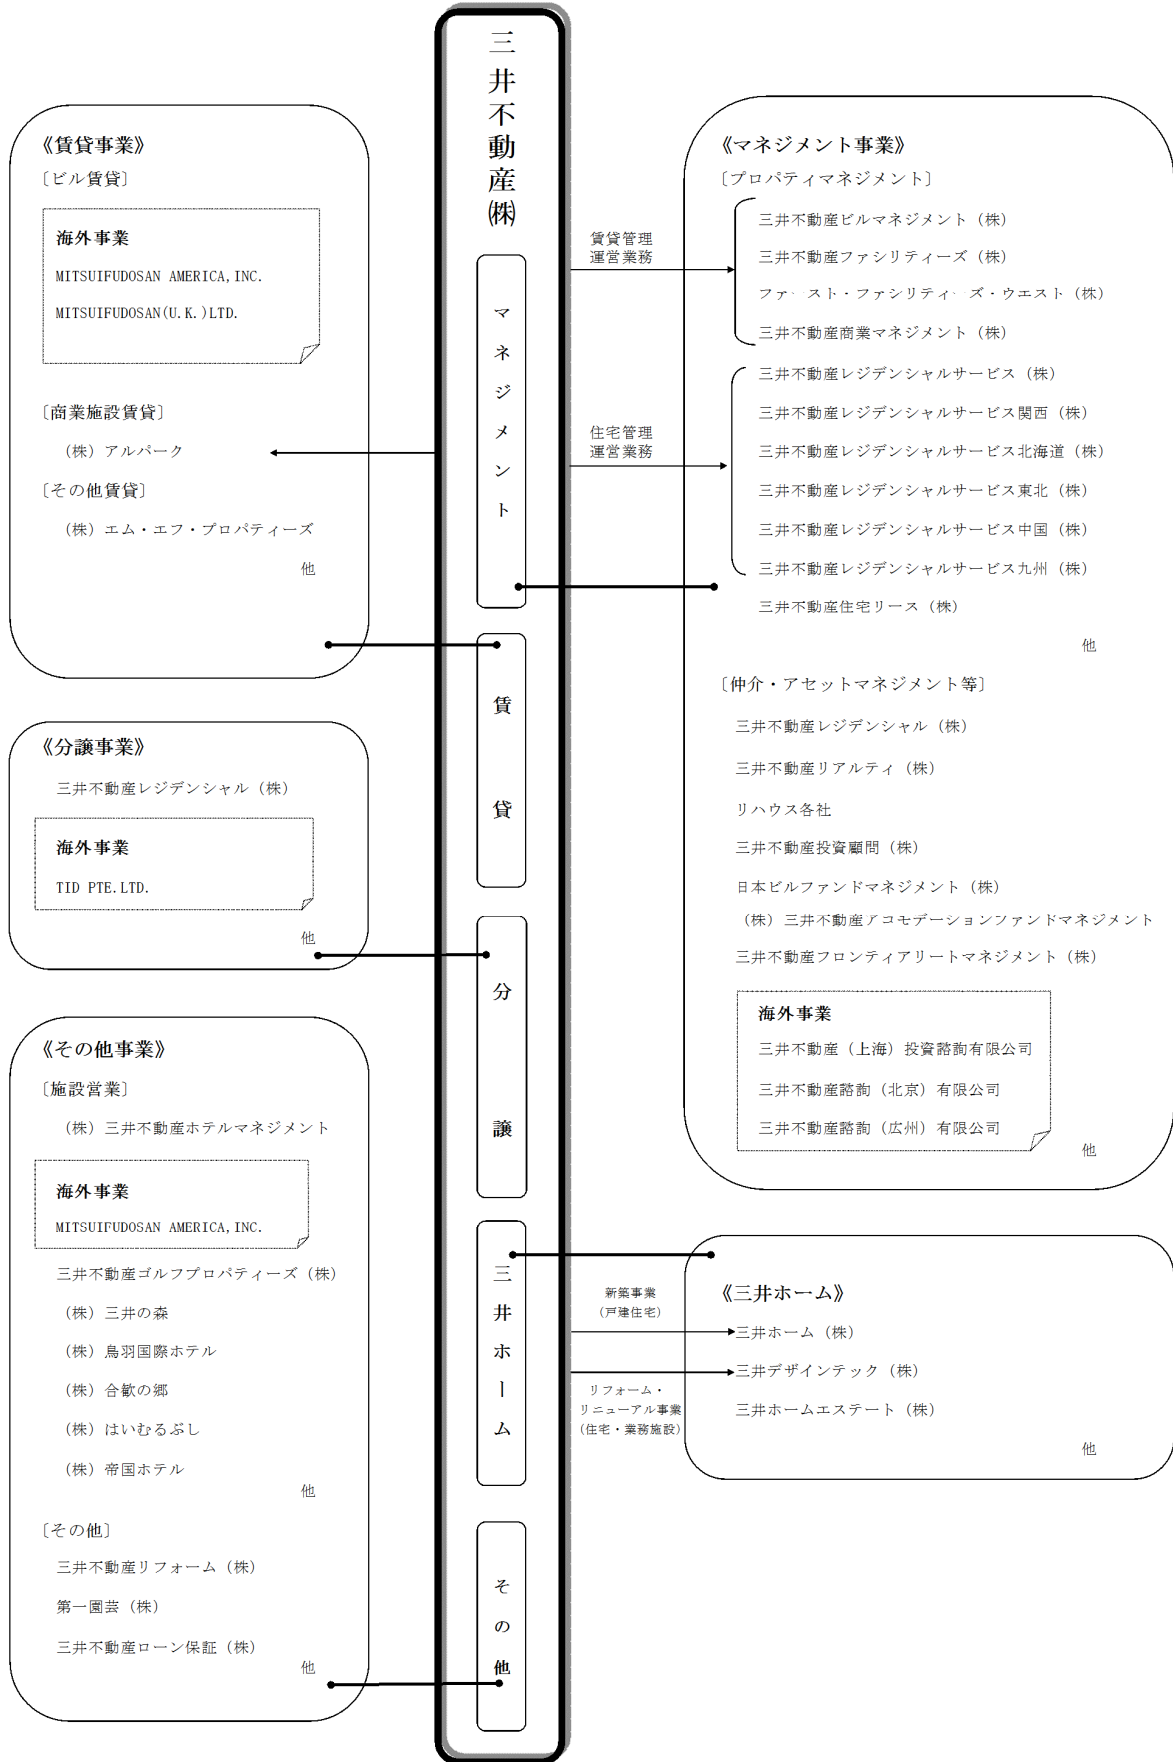 三井不動産㈱
マネジメント
賃貸
分譲
三井ホーム
その他
《賃貸事業》
〔ビル賃貸〕
海外事業
MITSUIFUDOSAN AMERICA,INC.
MITSUIFUDOSAN(U.K.)LTD.
〔商業施設賃貸〕
（株）アルパーク
〔その他賃貸〕
（株）エム・エフ・プロパティーズ
他
《分譲事業》
三井不動産レジデンシャル（株）
海外事業
TID PTE.LTD.
他
《その他事業》
〔施設営業〕
（株）三井不動産ホテルマネジメント
海外事業
MITSUIFUDOSAN AMERICA,INC.
三井不動産ゴルフプロパティーズ（株）
（株）三井の森
（株）鳥羽国際ホテル
（株）合歓の郷
（株）はいむるぶし
（株）帝国ホテル
他
〔その他〕
三井不動産リフォーム（株）
第一園芸（株）
三井不動産ローン保証（株）
他
賃貸管理
運営業務
住宅管理
運営業務
《マネジメント事業》
〔プロパティマネジメント〕
三井不動産ビルマネジメント（株）
三井不動産ファシリティーズ（株）
ファースト・ファシリティーズ・ウエスト（株）
三井不動産商業マネジメント（株）
三井不動産レジデンシャルサービス（株）
三井不動産レジデンシャルサービス関西（株）
三井不動産レジデンシャルサービス北海道（株）
三井不動産レジデンシャルサービス東北（株）
三井不動産レジデンシャルサービス中国（株）
三井不動産レジデンシャルサービス九州（株）
三井不動産住宅リース（株）
他
〔仲介・アセットマネジメント等〕
三井不動産レジデンシャル（株）
三井不動産リアルティ（株）
リハウス各社
三井不動産投資顧問（株）
日本ビルファンドマネジメント（株）
（株）三井不動産アコモデーションファンドマネジメント
三井不動産フロンティアリートマネジメント（株）
海外事業
三井不動産（上海）投資諮詢有限公司
三井不動産諮詢（北京）有限公司
三井不動産諮詢（広州）有限公司
他
新築事業
（戸建住宅）
リフォーム・
リニューアル事業
（住宅・業務施設）
《三井ホーム》
三井ホーム（株）
三井デザインテック（株）
三井ホームエステート（株）
他